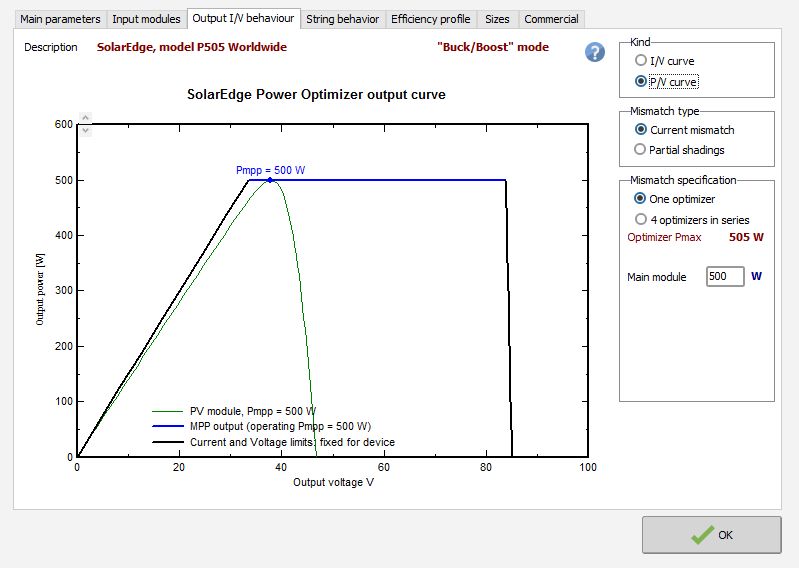 Main parameters Input modules Output I/V behaviour String behavior Efficiency profile Sizes Commercial
Description SolarEdge, model P505 Worldwide "Buck/Boost" mode ?
SolarEdge Power Optimizer output curve
600
500
400
300
200
100
0
Output power [W]
Pmpp = 500 W
PV module, Pmpp = 500 W
MPP output (operating Pmpp = 500 W)
Current and Voltage limits: fixed for device
0 20 40 60 80 100
Output voltage V
Kind
I/V curve
P/V curve
Mismatch type
Current mismatch
Partial shadings
Mismatch specification
One optimizer
4 optimizers in series
Optimizer Pmax 505 W
Main module 500 W
OK